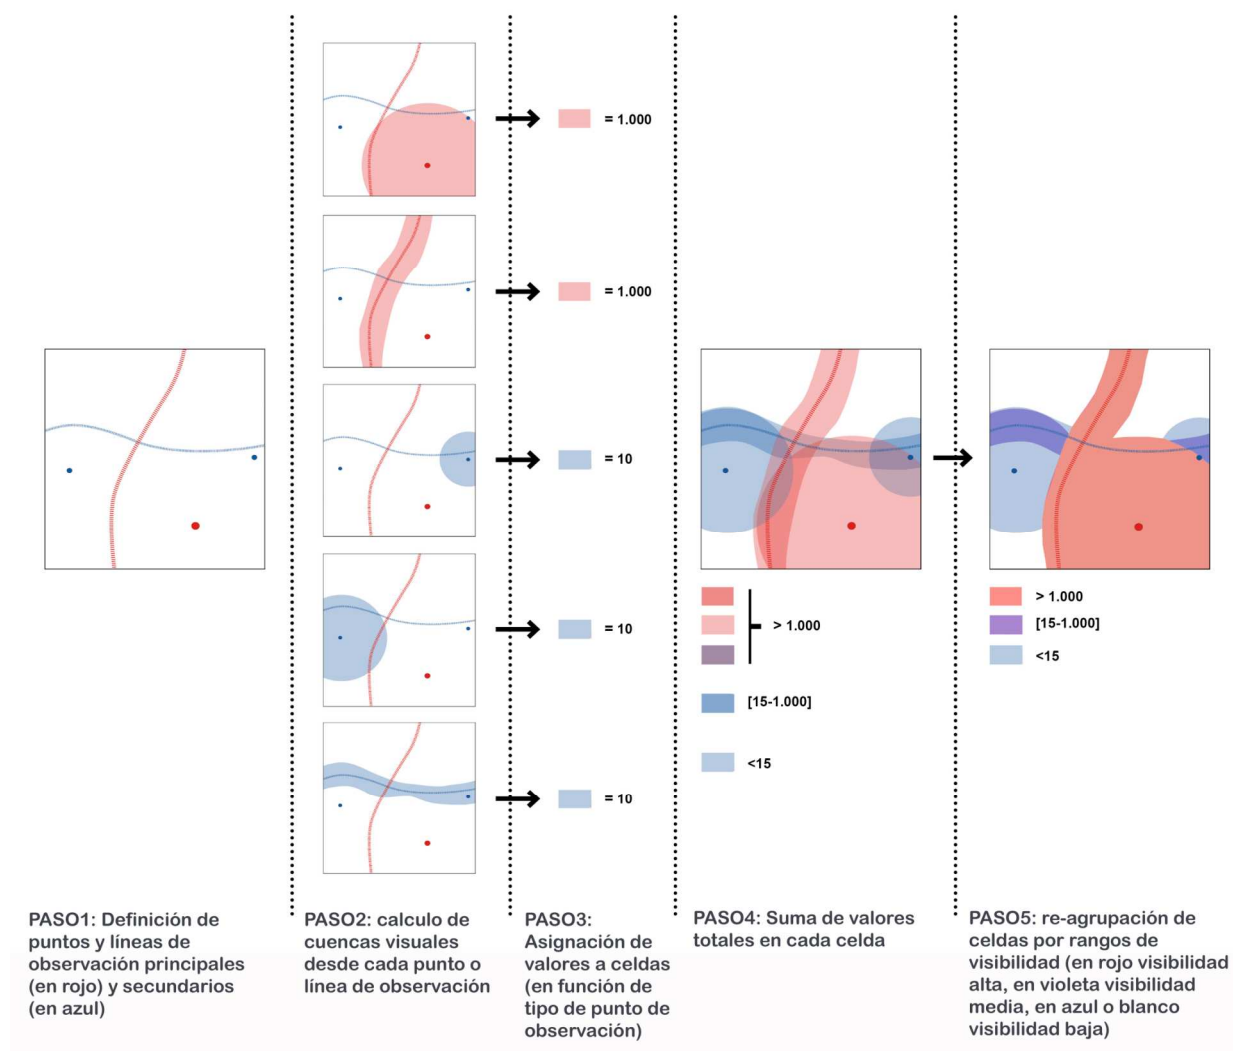 = 1.000
= 1.000
= 10
= 10
= 10
> 1.000
[15-1.000]
<15
> 1.000
[15-1.000]
<15
PASO1: Definición de
puntos y líneas de
observación principales
(en rojo) y secundarios
(en azul)
PASO2: calculo de
cuencas visuales
desde cada punto o
línea de observación
PASO3:
Asignación de
valores a celdas
(en función de
tipo de punto de
observación)
PASO4: Suma de valores
totales en cada celda
PASO5: re-agrupación de
celdas por rangos de
visibilidad (en rojo visibilidad
alta, en violeta visibilidad
media, en azul o blanco
visibilidad baja)